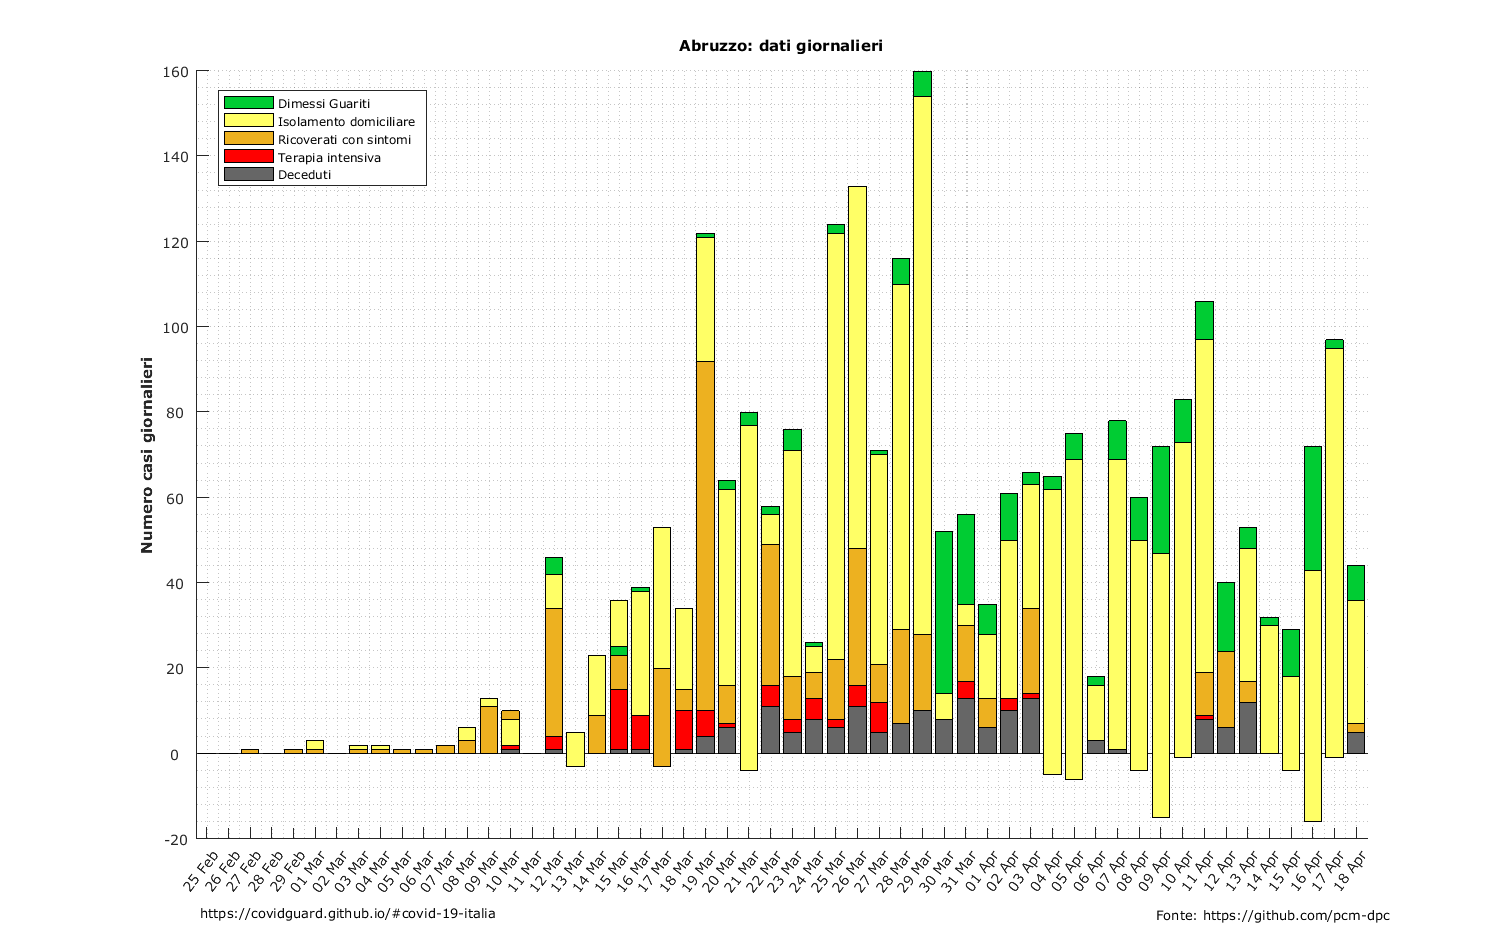 Abruzzo: dati giornalieri
160
140
120
100
80
60
40
20
0
-20
Numero casi giornalieri
Dimessi Guariti
Isolamento domiciliare
Ricoverati con sintomi
Terapia intensiva
Deceduti
25 Feb
26 Feb
27 Feb
28 Feb
29 Feb
01 Mar
02 Mar
03 Mar
04 Mar
05 Mar
06 Mar
07 Mar
08 Mar
09 Mar
10 Mar
11 Mar
12 Mar
13 Mar
14 Mar
15 Mar
16 Mar
17 Mar
18 Mar
19 Mar
20 Mar
21 Mar
22 Mar
23 Mar
24 Mar
25 Mar
26 Mar
27 Mar
28 Mar
29 Mar
30 Mar
31 Mar
01 Apr
02 Apr
03 Apr
04 Apr
05 Apr
06 Apr
07 Apr
08 Apr
09 Apr
10 Apr
11 Apr
12 Apr
13 Apr
14 Apr
15 Apr
16 Apr
17 Apr
18 Apr
https://covidguard.github.io/#covid-19-italia
Fonte: https://github.com/pcm-dpc